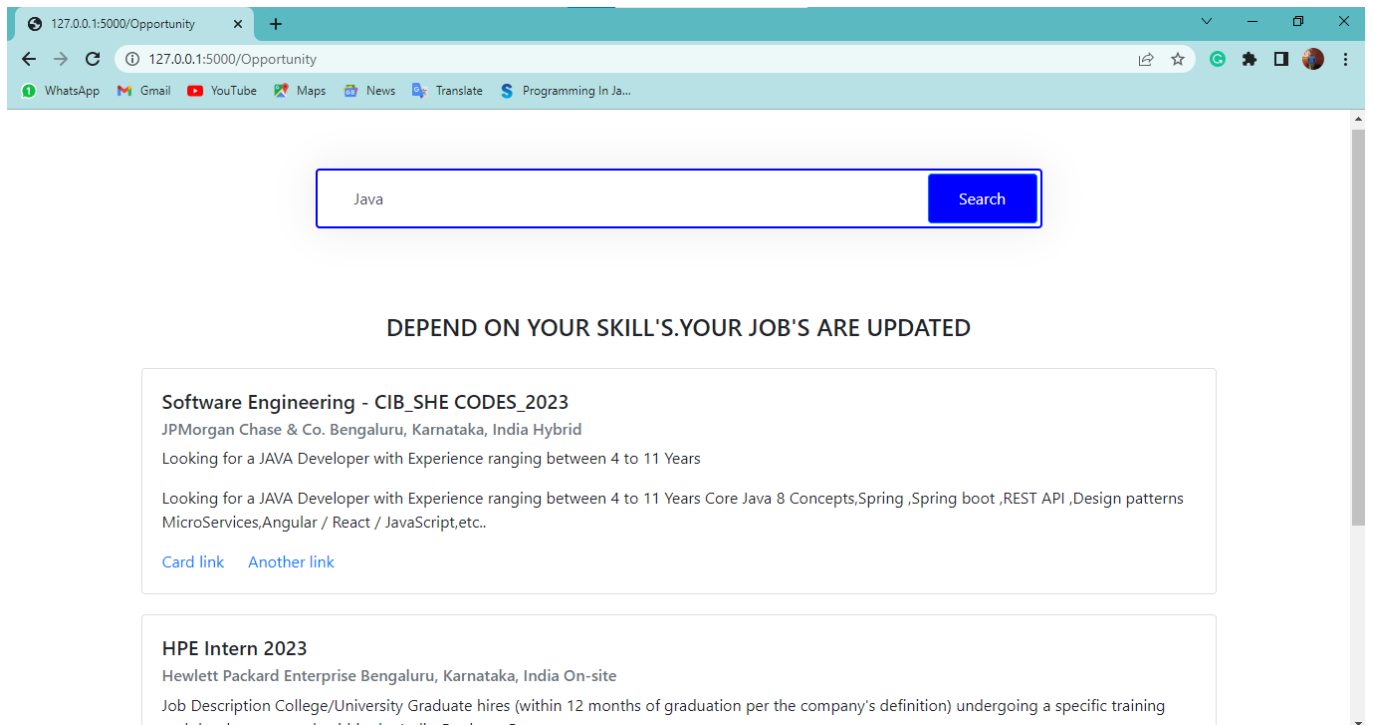 127.0.0.1:5000/Opportunity
127.0.0.1:5000/Opportunity
WhatsApp Gmail YouTube Maps News Translate Programming In Ja...
Java Search
DEPEND ON YOUR SKILL'S.YOUR JOB'S ARE UPDATED
Software Engineering - CIB_SHE CODES_2023
JPMorgan Chase & Co. Bengaluru, Karnataka, India Hybrid
Looking for a JAVA Developer with Experience ranging between 4 to 11 Years
Looking for a JAVA Developer with Experience ranging between 4 to 11 Years Core Java 8 Concepts,Spring ,Spring boot ,REST API ,Design patterns
MicroServices,Angular / React / JavaScript,etc..
Card link Another link
HPE Intern 2023
Hewlett Packard Enterprise Bengaluru, Karnataka, India On-site
Job Description College/University Graduate hires (within 12 months of graduation per the company's definition) undergoing a specific training